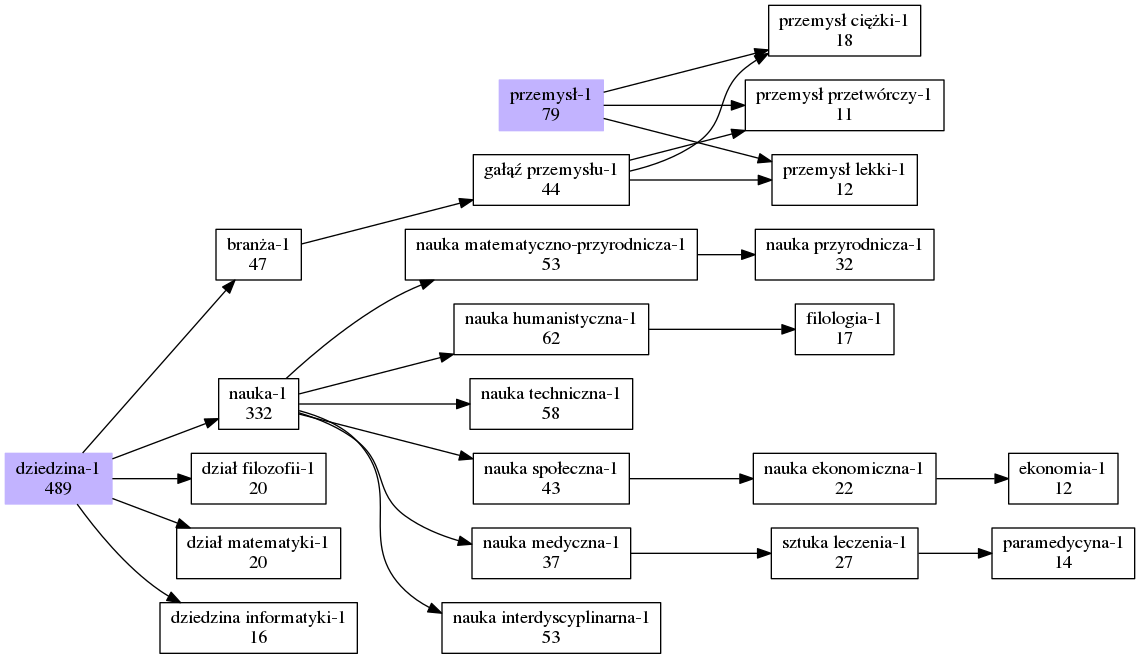 przemysł ciężki-1
18
przemysł-1
79
przemysł przetwórczy-1
11
gałąź przemysłu-1
44
przemysł lekki-1
12
branża-1
47
nauka matematyczno-przyrodnicza-1
53
nauka przyrodnicza-1
32
nauka humanistyczna-1
62
filologia-1
17
nauka-1
332
nauka techniczna-1
58
dziedzina-1
489
dział filozofii-1
20
nauka społeczna-1
43
nauka ekonomiczna-1
22
ekonomia-1
12
dział matematyki-1
20
nauka medyczna-1
37
sztuka leczenia-1
27
paramedycyna-1
14
dziedzina informatyki-1
16
nauka interdyscyplinarna-1
53